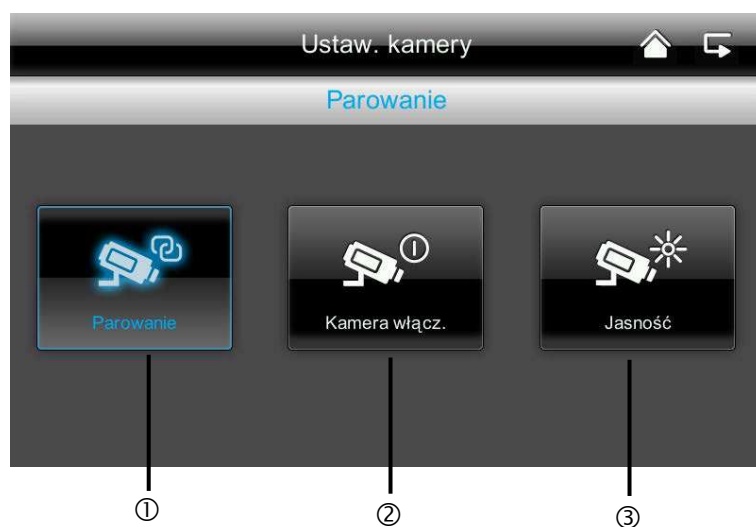 Ustaw. kamery
Parowanie
Parowanie
Kamera włącz.
Jasność
① ② ③